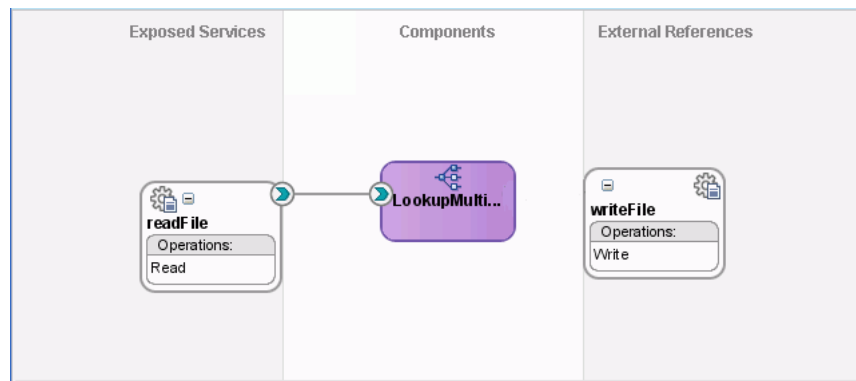 Exposed Services
Components
External References
readFile
Operations:
Read
LookupMulti...
writeFile
Operations:
Write